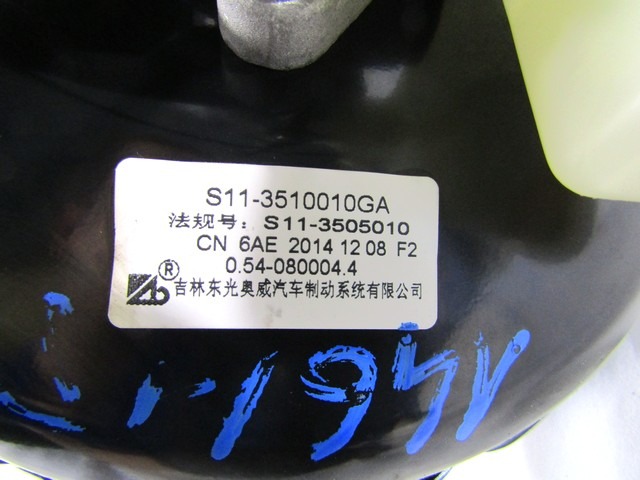 S11-3510010GA
法规号: S11-3505010
CN 6AE 2014 12 08 F2
0.54-080004.4
® 吉林东光奥威汽车制动系统有限公司